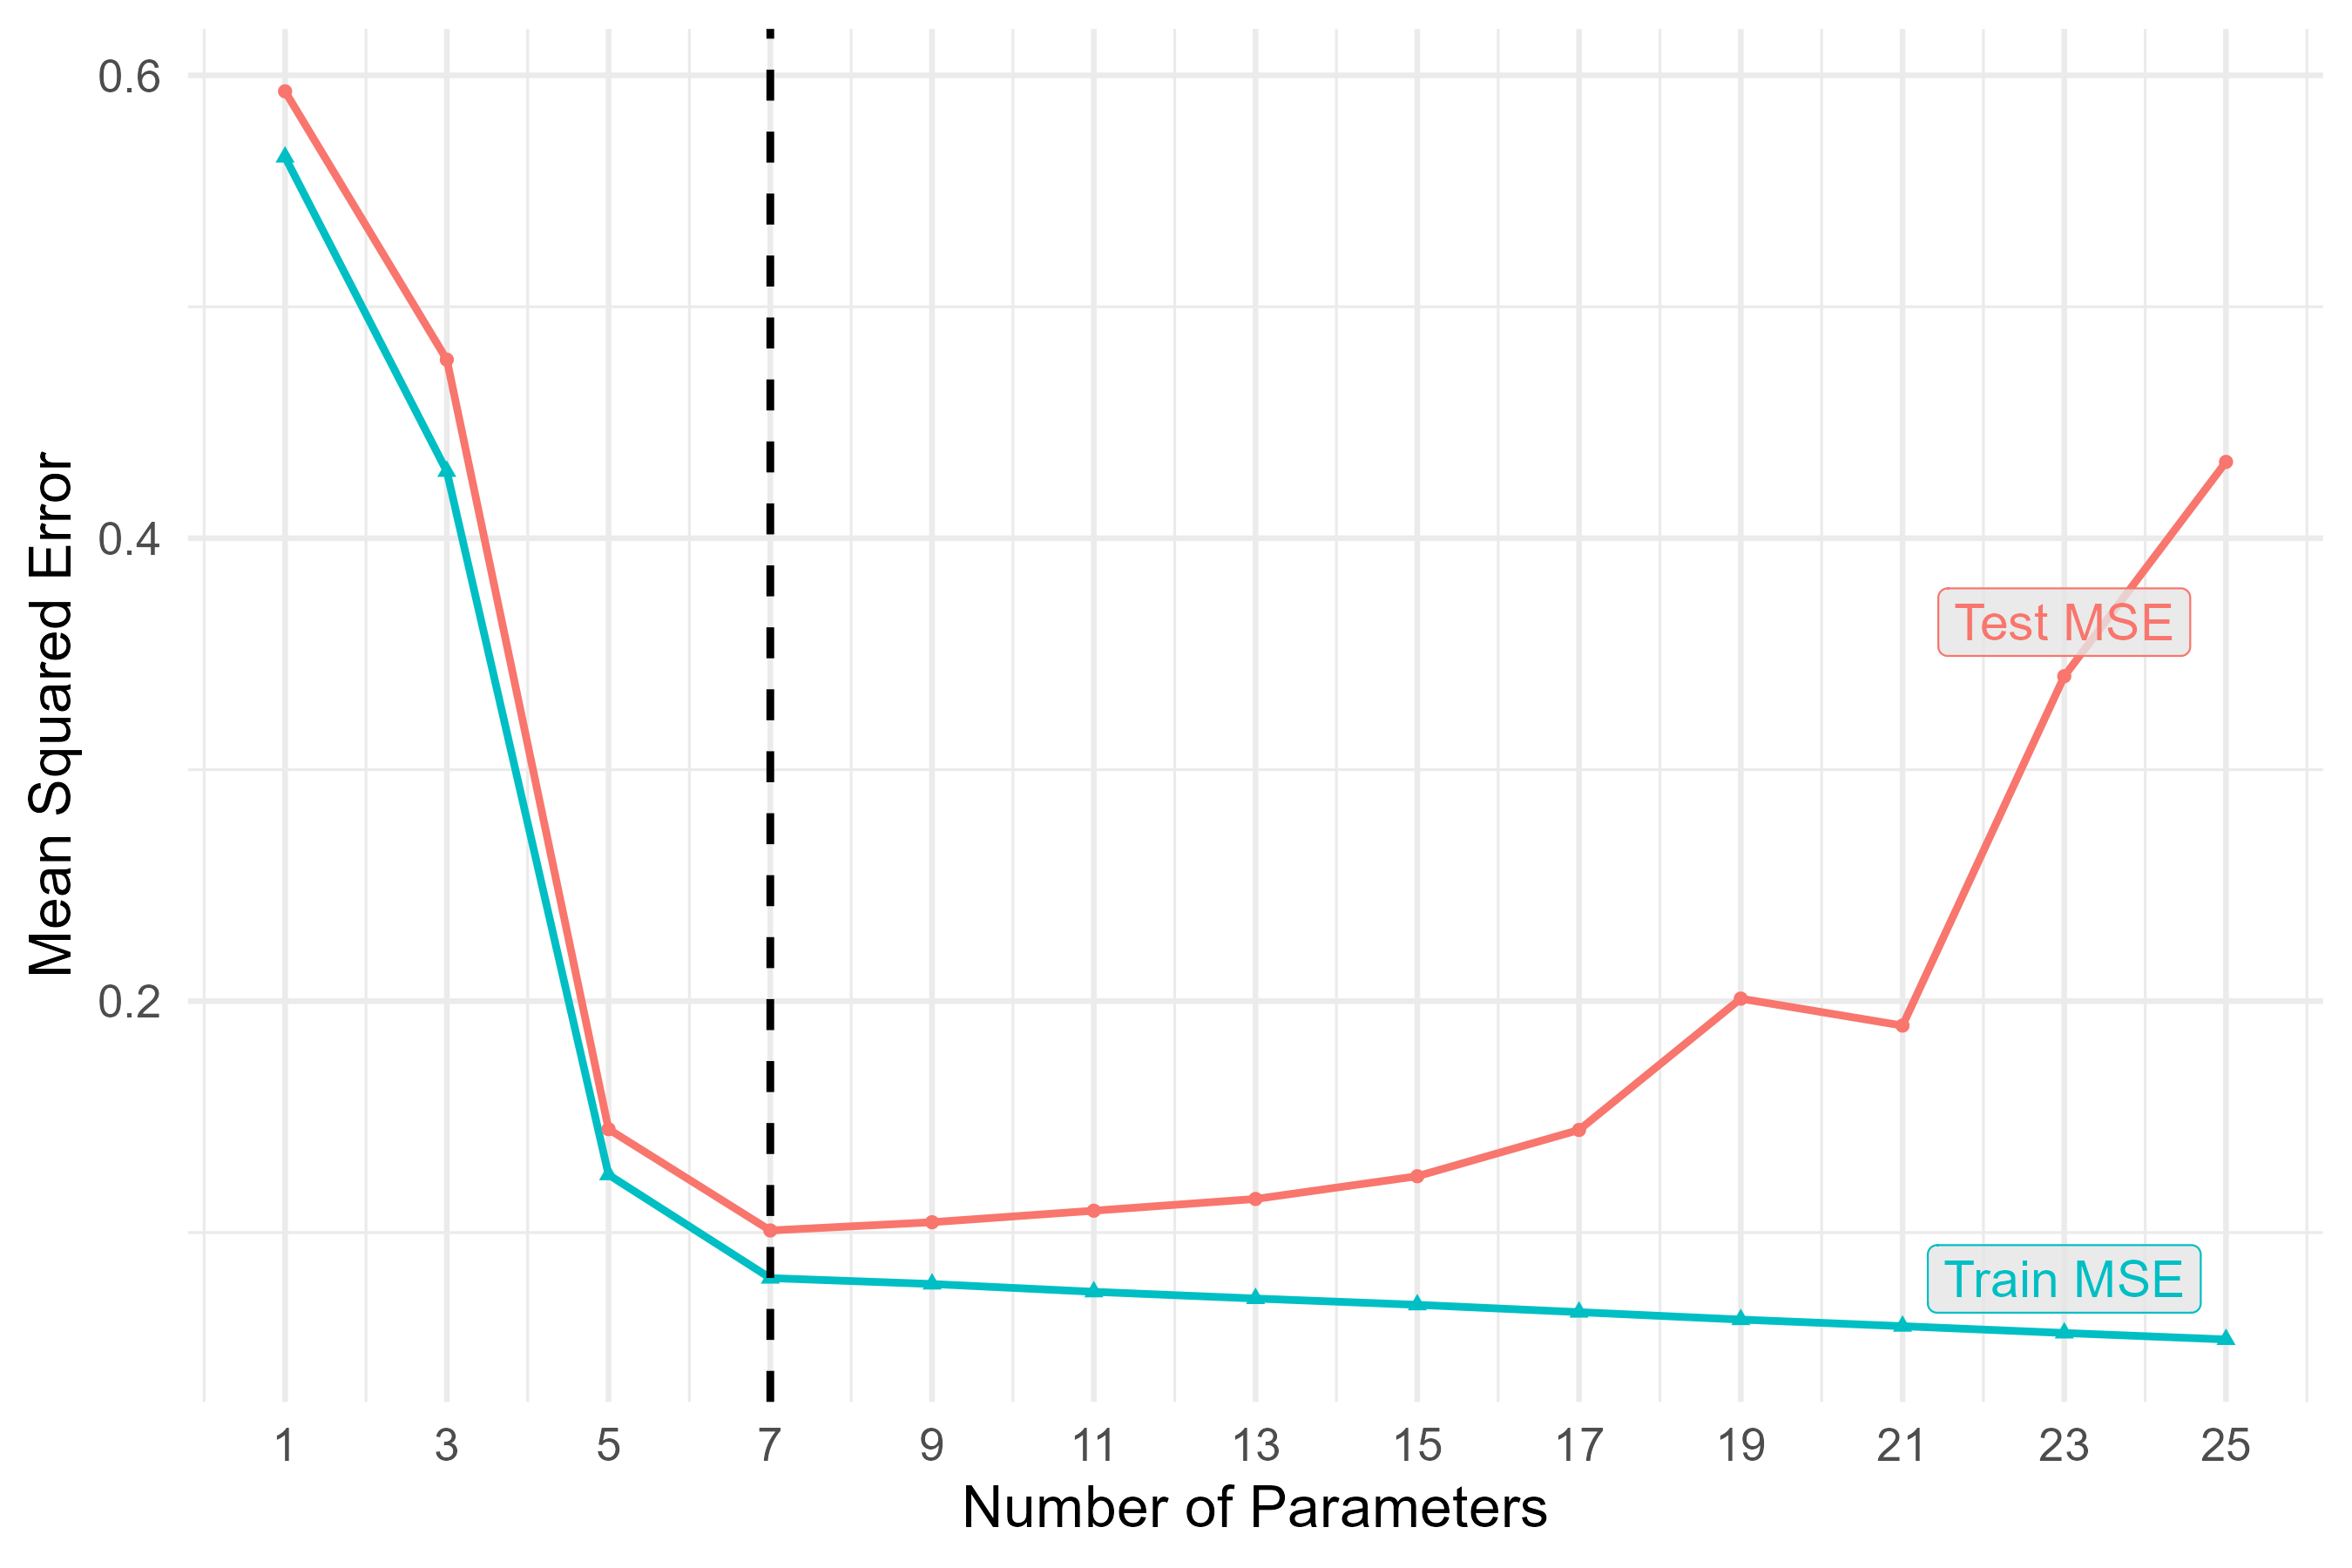 0.6
0.4
0.2
Mean Squared Error
Test MSE
Train MSE
1 3 5 7 9 11 13 15 17 19 21 23 25
Number of Parameters